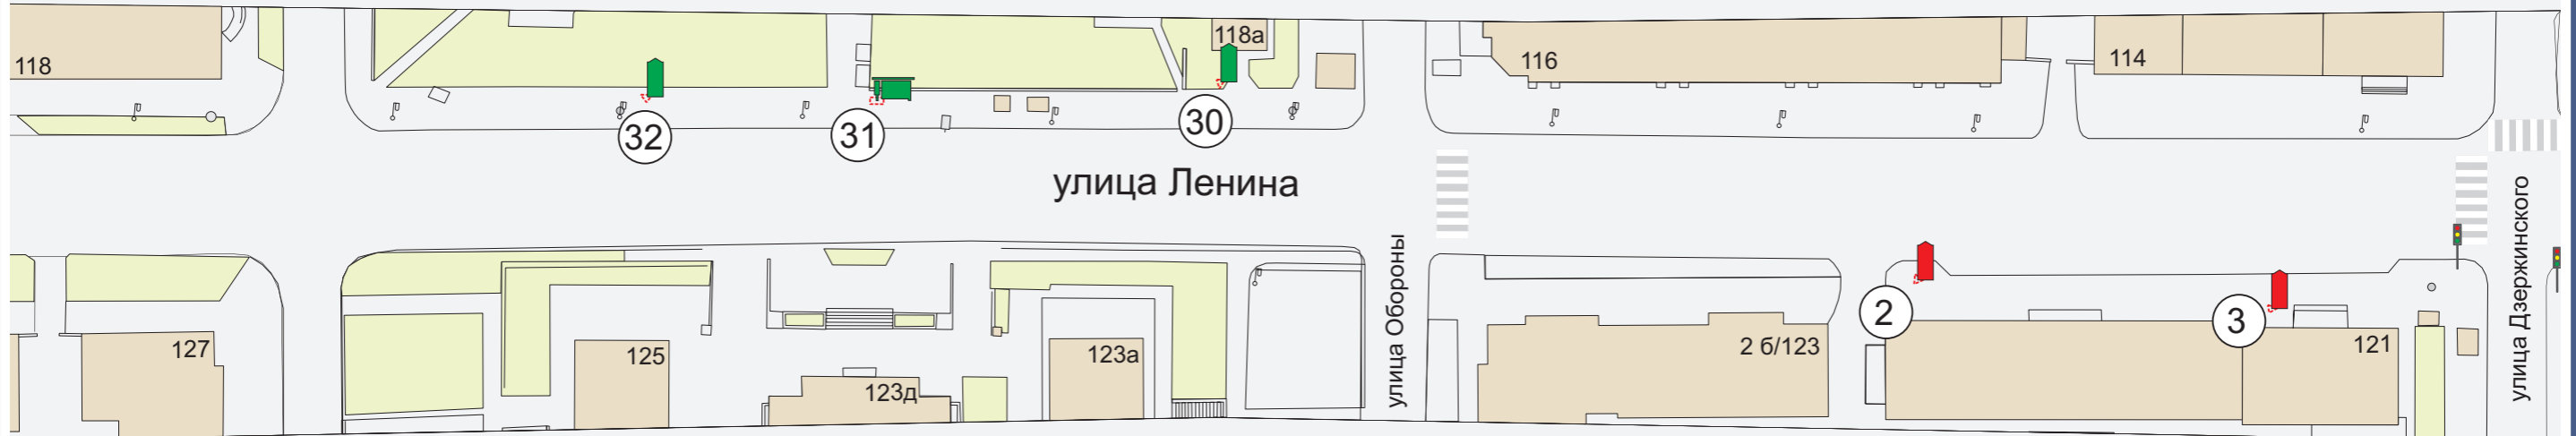 118
118а
116
114
32
31
30
улица Ленина
улица Обороны
улица Дзержинского
2
3
127
125
123д
123а
2 б/123
121